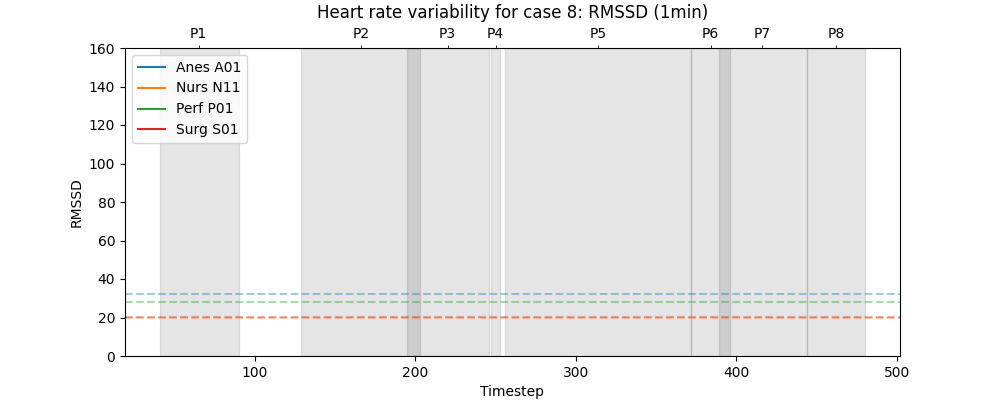 Heart rate variability for case 8: RMSSD (1min)
P1 P2 P3 P4 P5 P6 P7 P8
160
140
120
100
80
60
40
20
0
RMSSD
Anes A01
Nurs N11
Perf P01
Surg S01
100 200 300 400 500
Timestep